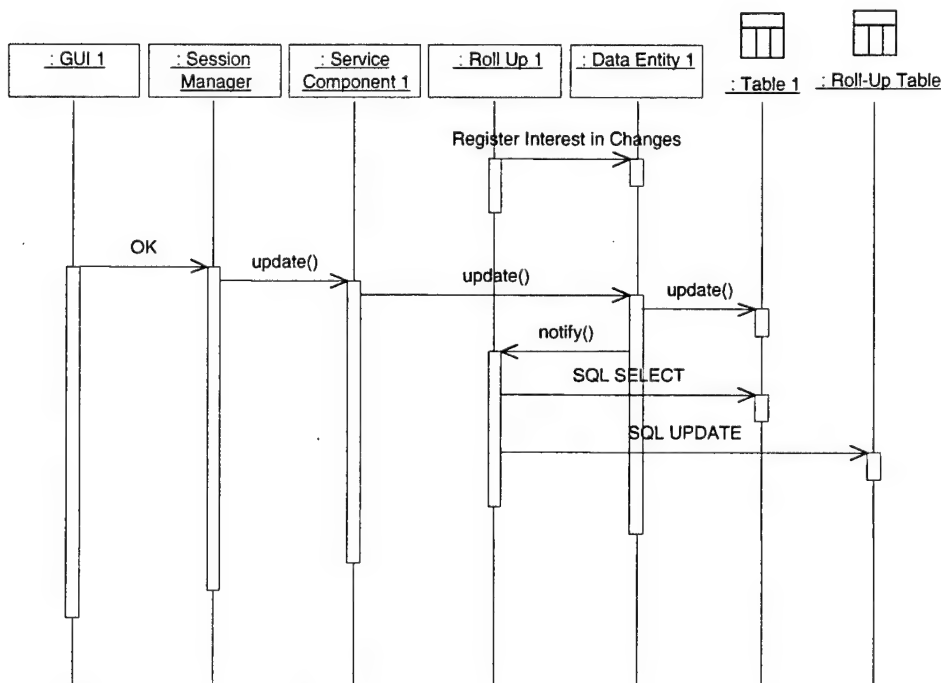 : GUI 1
: Session
Manager
: Service
Component 1
: Roll Up 1
: Data Entity 1
: Table 1
: Roll-Up Table
Register Interest in Changes
OK
update()
update()
update()
notify()
SQL SELECT
SQL UPDATE